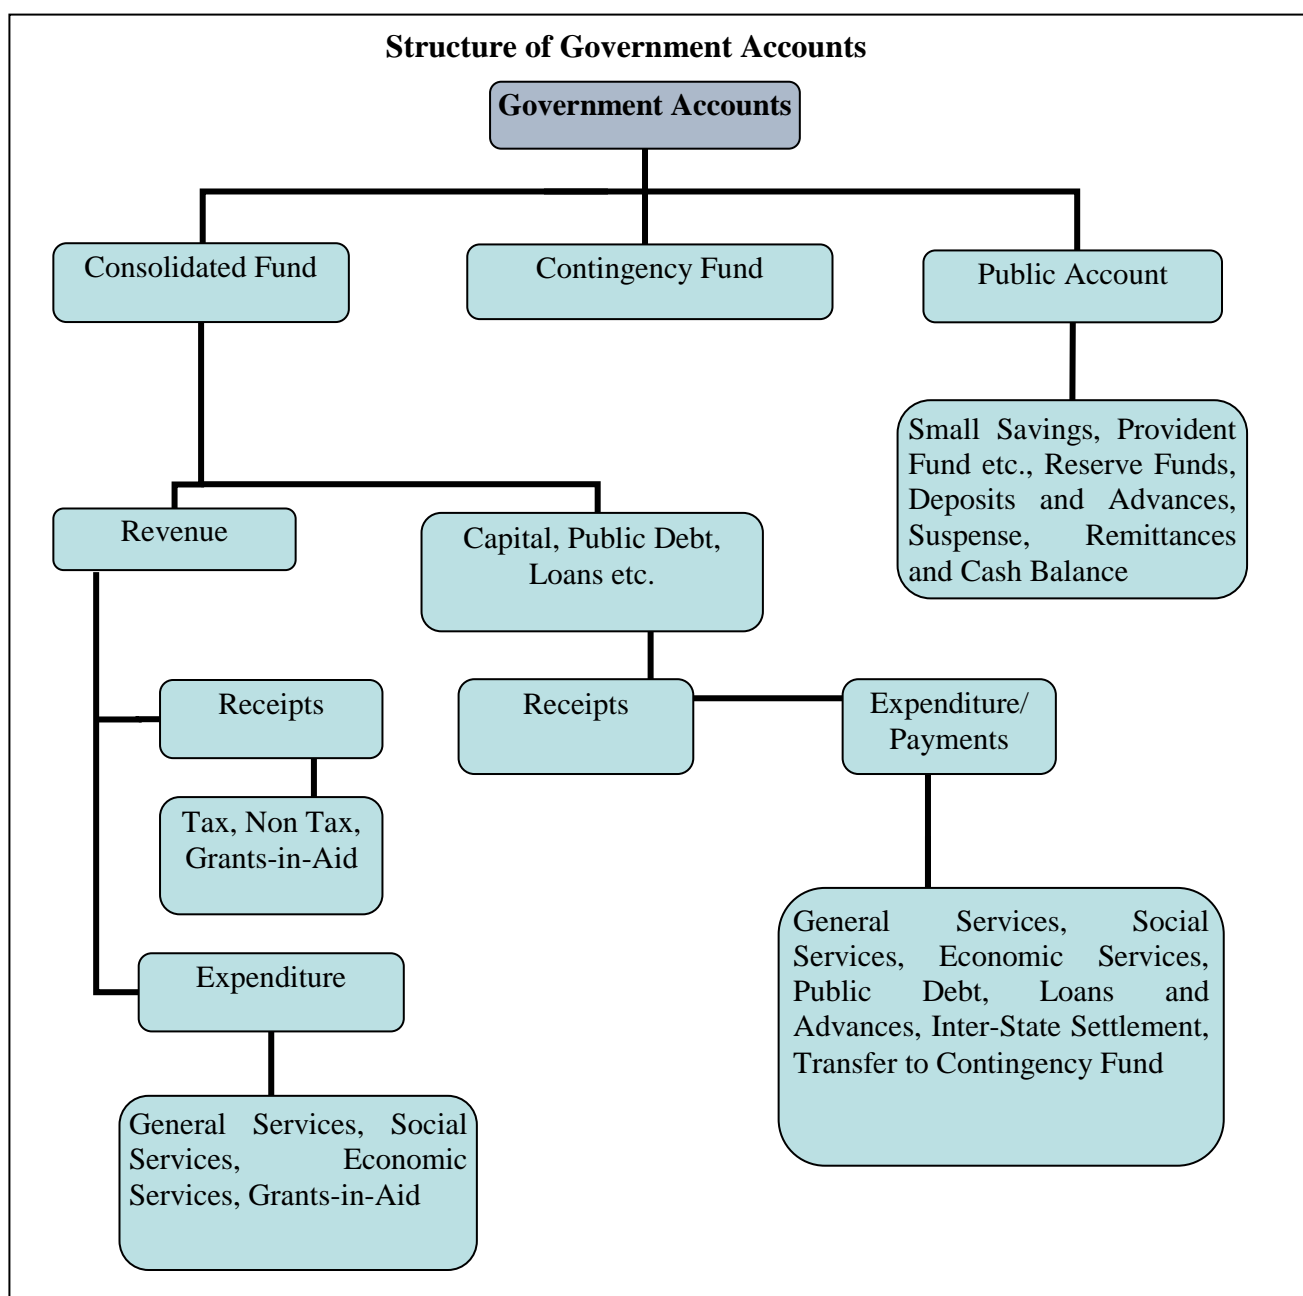 Structure of Government Accounts
Government Accounts
Consolidated Fund
Contingency Fund
Public Account
Small Savings, Provident
Fund etc., Reserve Funds,
Deposits and Advances,
Suspense, Remittances
and Cash Balance
Revenue
Capital, Public Debt,
Loans etc.
Receipts
Receipts
Expenditure/
Payments
Tax, Non Tax,
Grants-in-Aid
General Services, Social
Services, Economic Services,
Public Debt, Loans and
Advances, Inter-State Settlement,
Transfer to Contingency Fund
Expenditure
General Services, Social
Services, Economic
Services, Grants-in-Aid